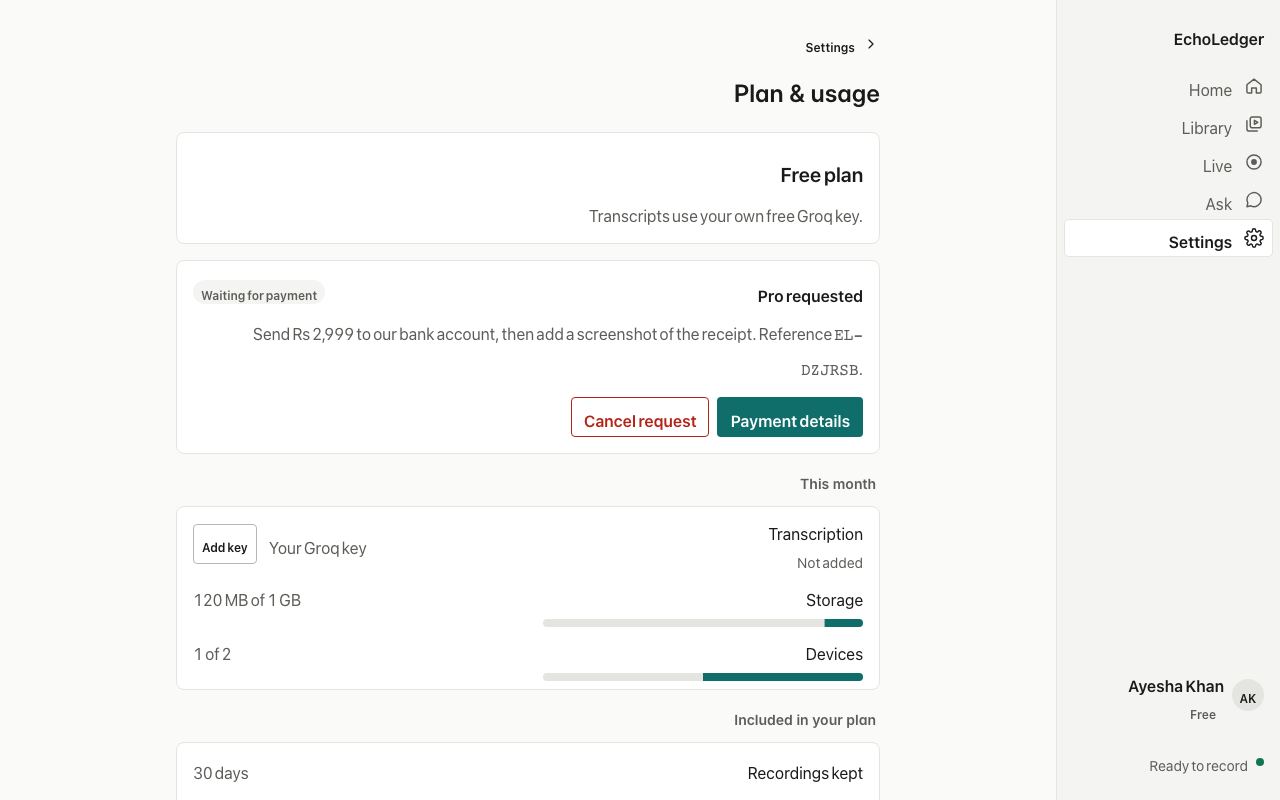 EchoLedger
Home
Library
Live
Ask
Settings
Ayesha Khan
AK
Free
Ready to record
Settings
Plan & usage
Free plan
Transcripts use your own free Groq key.
Pro requested
Waiting for payment
Send Rs 2,999 to our bank account, then add a screenshot of the receipt. Reference EL-
DZJRSB.
Payment details
Cancel request
This month
Transcription
Not added
Your Groq key
Add key
Storage
120 MB of 1 GB
Devices
1 of 2
Included in your plan
Recordings kept
30 days